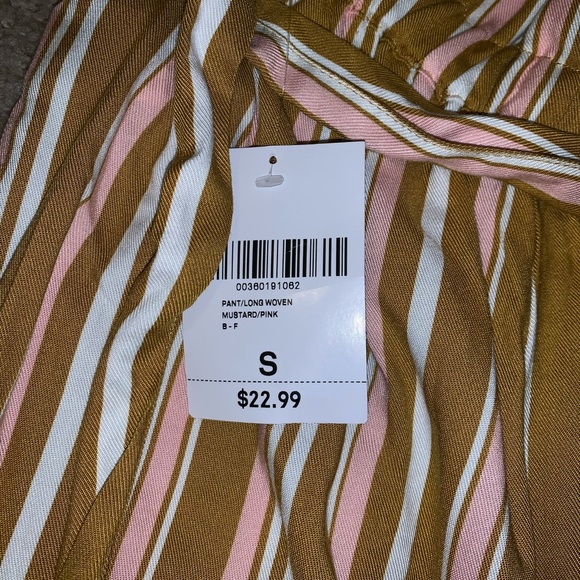 00360191062
PANT/LONG WOVEN
MUSTARD/PINK
B - F
S
$22.99